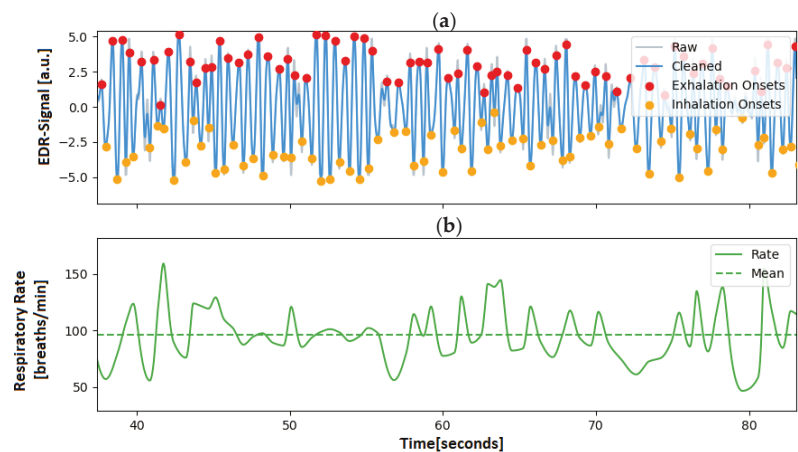 (a)
5.0
2.5
0.0
−2.5
−5.0
EDR-Signal [a.u.]
Raw
Cleaned
Exhalation Onsets
Inhalation Onsets
(b)
150
100
50
Respiratory Rate
[breaths/min]
Rate
Mean
40
50
60
70
80
Time[seconds]